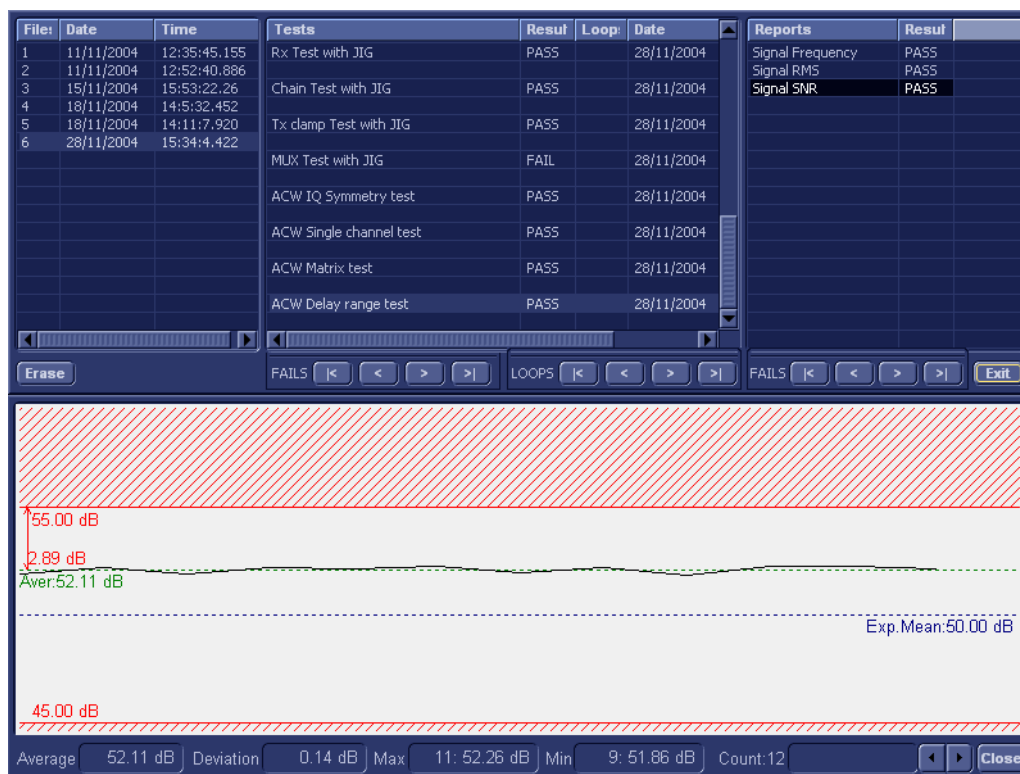 File: Date Time
1 11/11/2004 12:35:45.155
2 11/11/2004 12:52:40.886
3 15/11/2004 15:53:22.26
4 18/11/2004 14:5:32.452
5 18/11/2004 14:11:7.920
6 28/11/2004 15:34:4.422
Erase
Tests Resul Loop: Date
Rx Test with JIG PASS 28/11/2004
Chain Test with JIG PASS 28/11/2004
Tx clamp Test with JIG PASS 28/11/2004
MUX Test with JIG FAIL 28/11/2004
ACW IQ Symmetry test PASS 28/11/2004
ACW Single channel test PASS 28/11/2004
ACW Matrix test PASS 28/11/2004
ACW Delay range test PASS 28/11/2004
FAILS |< < > >| LOOPS |< < > >|
Reports Resul
Signal Frequency PASS
Signal RMS PASS
Signal SNR PASS
FAILS |< < > >| Exit
55.00 dB
2.89 dB
Aver:52.11 dB
Exp.Mean:50.00 dB
45.00 dB
Average 52.11 dB Deviation 0.14 dB Max 11: 52.26 dB Min 9: 51.86 dB Count:12 Close